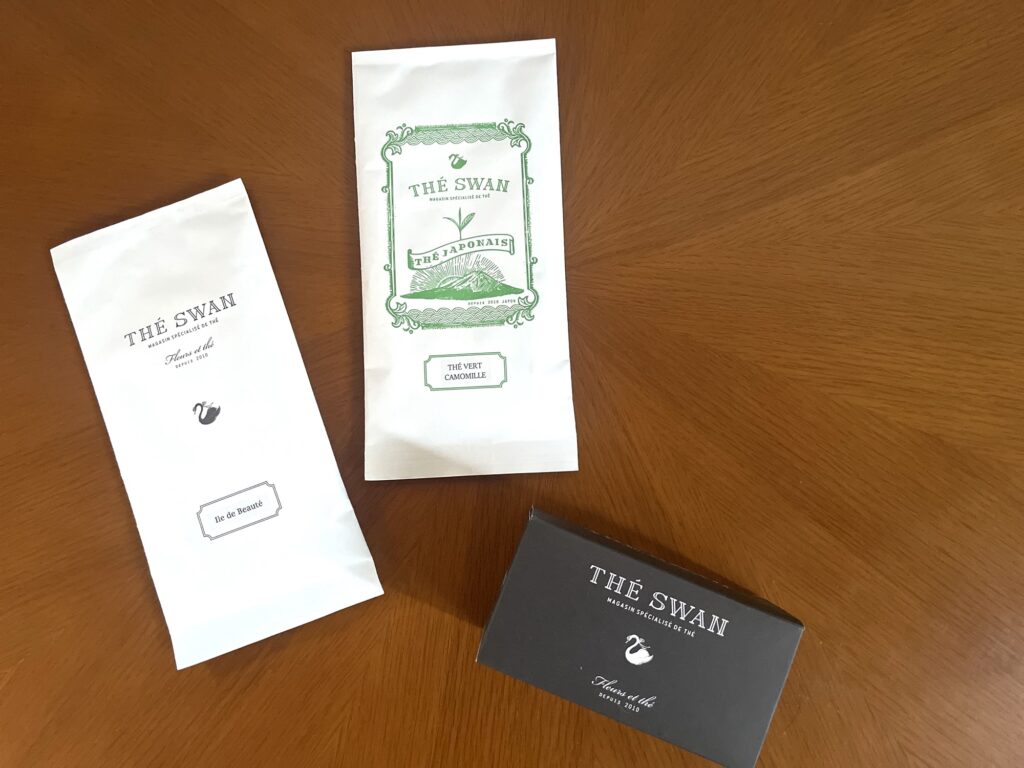 THÉ SWAN
MAGASIN SPÉCIALISÉ DE THÉ
Fleurs et thé
DEPUIS 2010
Ile de Beauté
THÉ SWAN
MAGASIN SPÉCIALISÉ DE THÉ
THÉ JAPONAIS
DEPUIS 2010 JAPON
THÉ VERT
CAMOMILLE
THÉ SWAN
MAGASIN SPÉCIALISÉ DE THÉ
Fleurs et thé
DEPUIS 2010